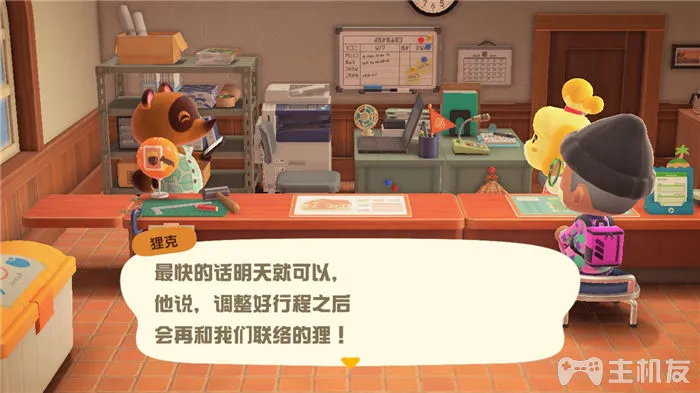 狸克
最快的话明天就可以，
他说，调整好行程之后
会再和我们联络的狸！
主机友